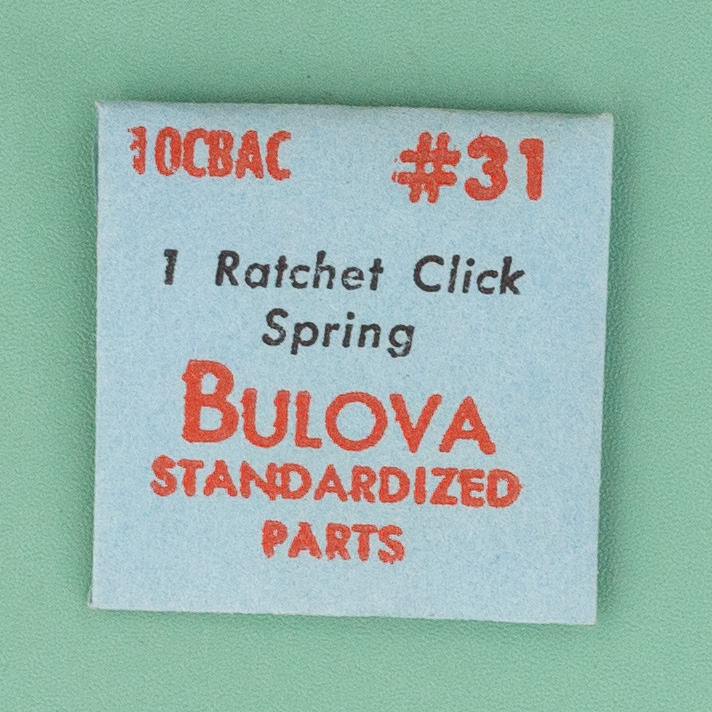 10CBAC #31
1 Ratchet Click
Spring
BULOVA
STANDARDIZED
PARTS